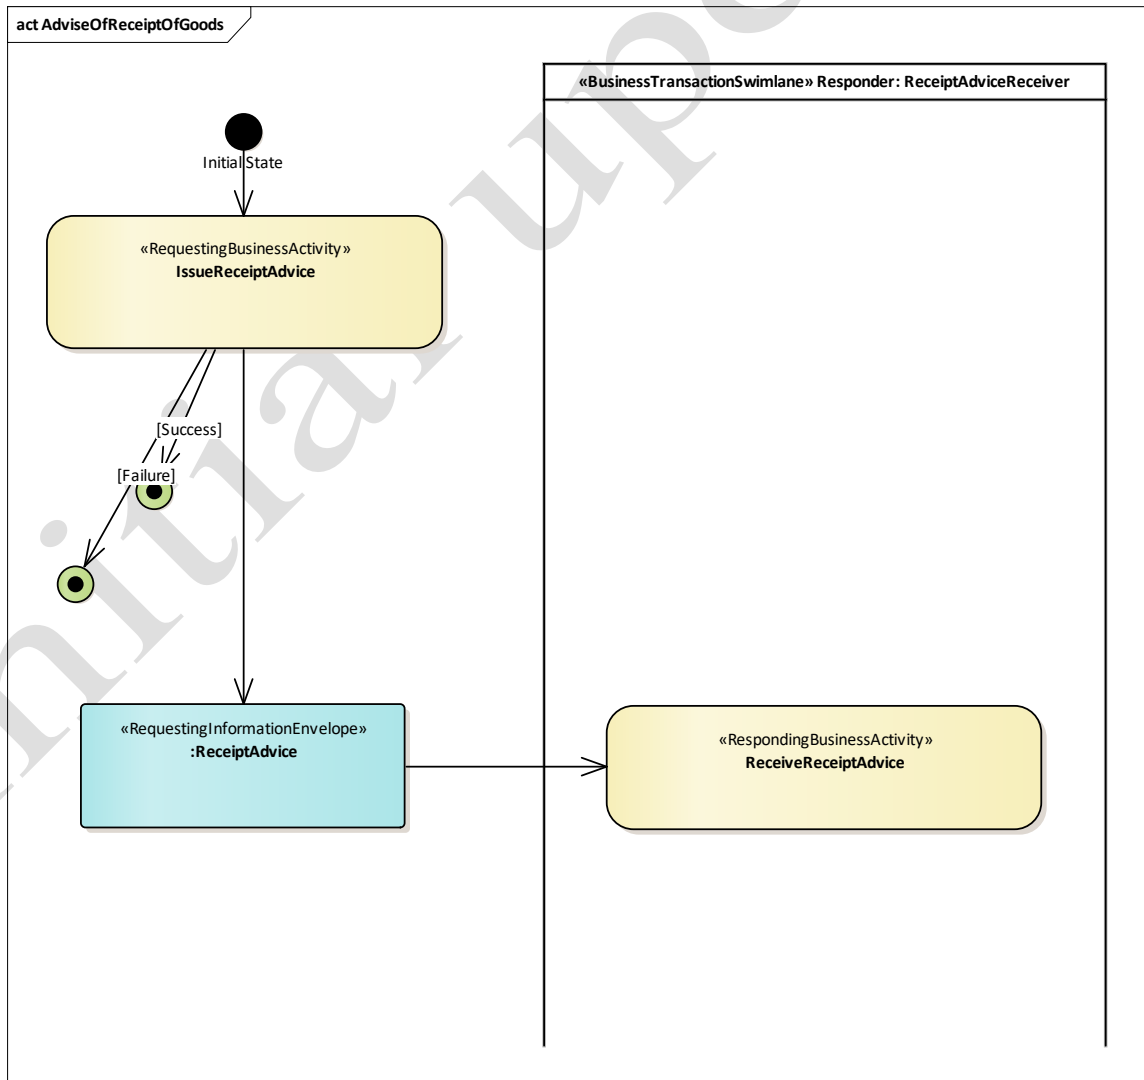 act AdviseOfReceiptOfGoods
«BusinessTransactionSwimlane» Responder: ReceiptAdviceReceiver
Initial State
«RequestingBusinessActivity»
IssueReceiptAdvice
[Success]
[Failure]
«RequestingInformationEnvelope»
:ReceiptAdvice
«RespondingBusinessActivity»
ReceiveReceiptAdvice